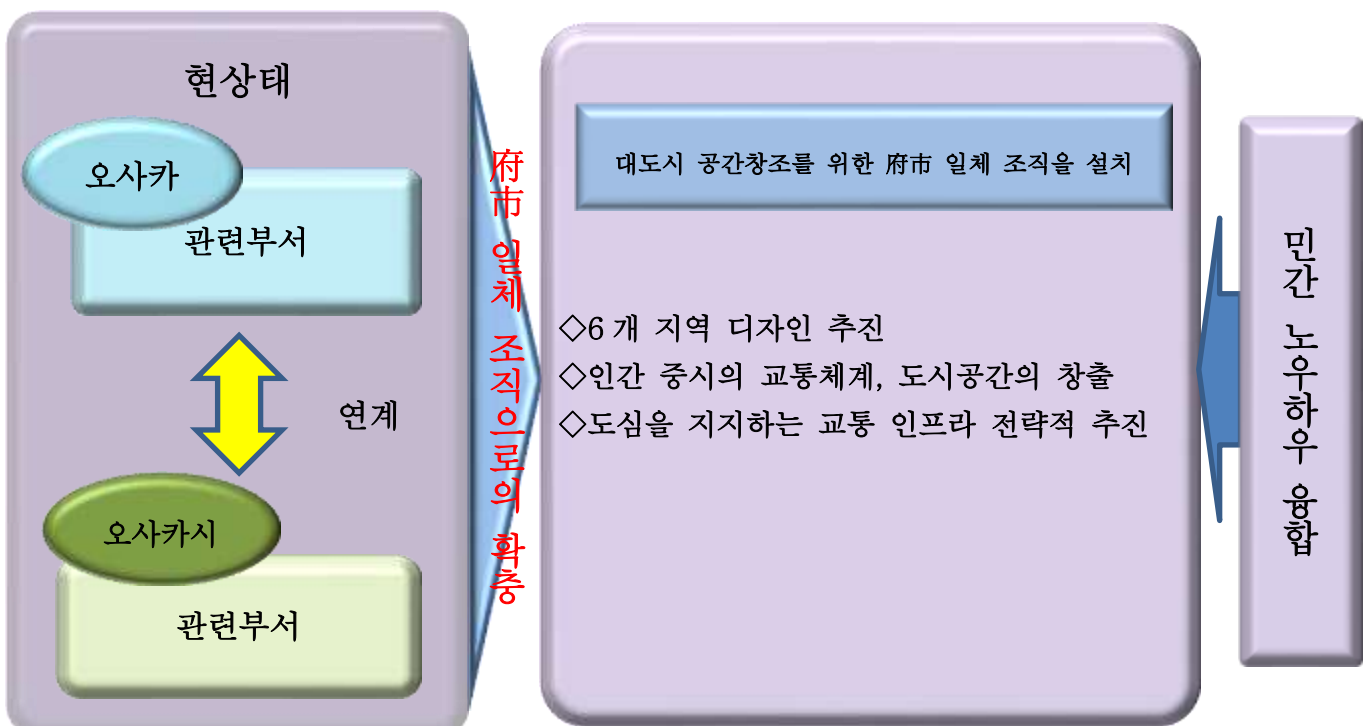 현상태
오사카
관련부서
연계
오사카시
관련부서
府市 일체 조직으로의 확충
대도시 공간창조를 위한 府市 일체 조직을 설치
◇6개 지역 디자인 추진
◇인간 중시의 교통체계, 도시공간의 창출
◇도심을 지지하는 교통 인프라 전략적 추진
민간 노우하우 융합